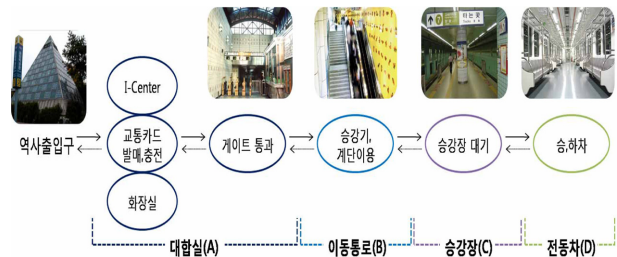 I-Center
역사출입구
교통카드
발매,충전
게이트 통과
승강기,
계단이용
승강장 대기
승,하차
화장실
대합실(A)
이동통로(B)
승강장(C)
전동차(D)